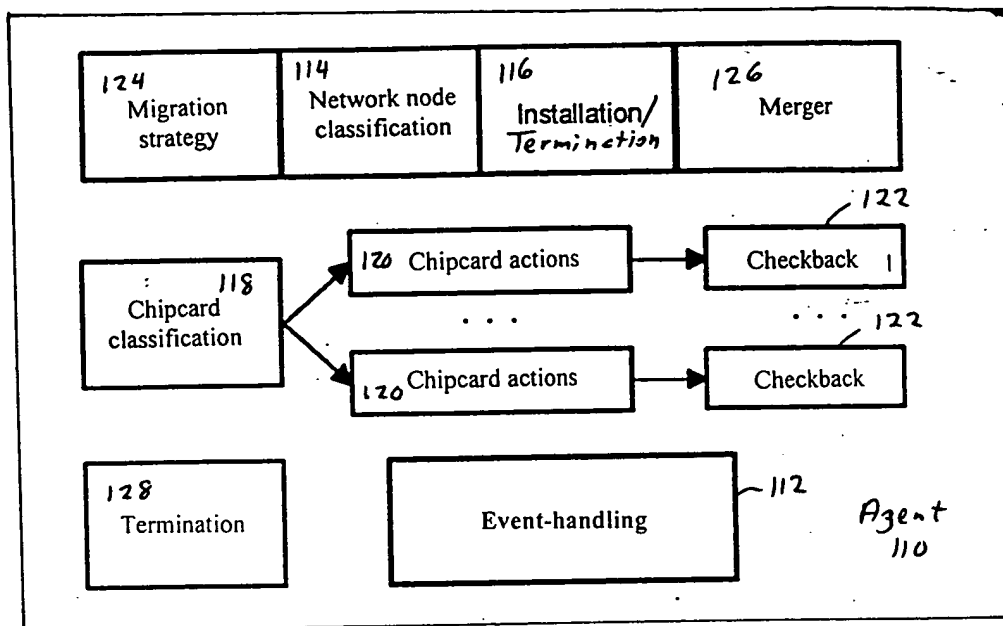 124
Migration
strategy
114
Network node
classification
116
Installation/
Terminction
126
Merger
122
120 Chipcard actions
Checkback 1
118
Chipcard
classification
. . .
. . .
122
120 Chipcard actions
Checkback
128
Termination
Event-handling
112
Agent
110